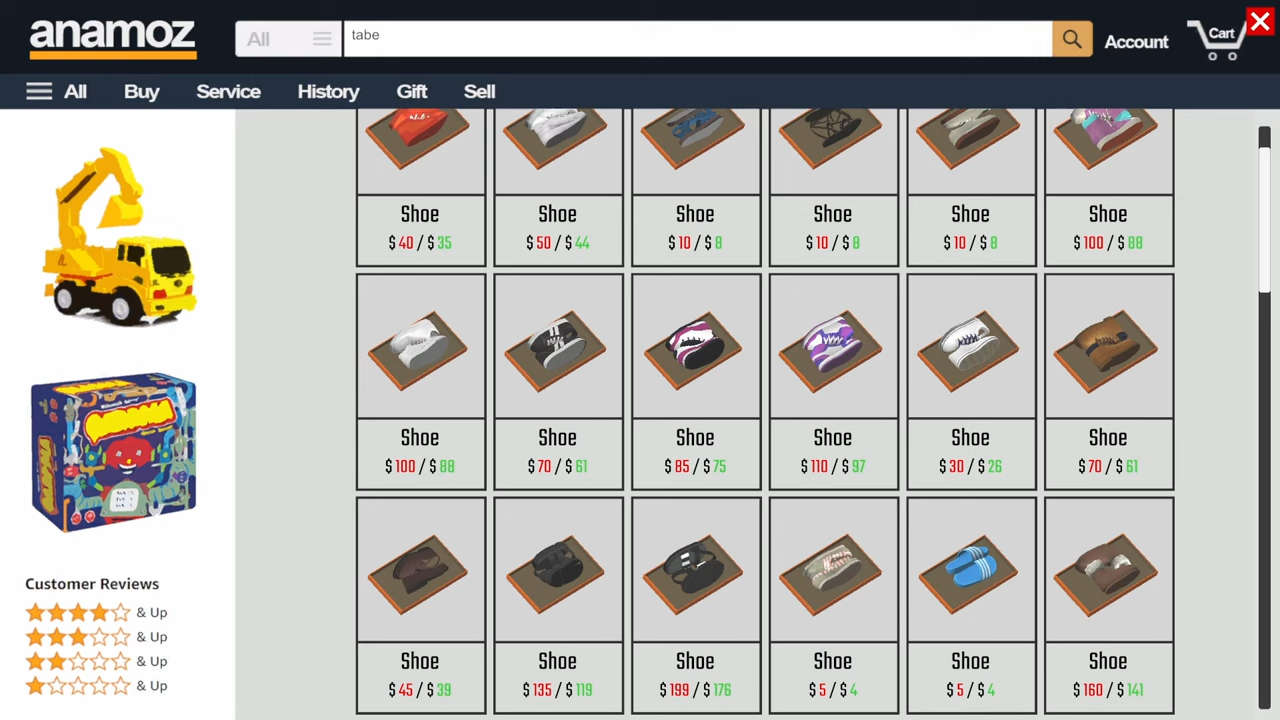 anamoz
All
tabe
Account
Cart
All
Buy
Service
History
Gift
Sell
Shoe
$ 40 / $ 35
Shoe
$ 50 / $ 44
Shoe
$ 10 / $ 8
Shoe
$ 10 / $ 8
Shoe
$ 10 / $ 8
Shoe
$ 100 / $ 88
Shoe
$ 100 / $ 88
Shoe
$ 70 / $ 61
Shoe
$ 85 / $ 75
Shoe
$ 110 / $ 97
Shoe
$ 30 / $ 26
Shoe
$ 70 / $ 61
Shoe
$ 45 / $ 39
Shoe
$ 135 / $ 119
Shoe
$ 199 / $ 176
Shoe
$ 5 / $ 4
Shoe
$ 5 / $ 4
Shoe
$ 160 / $ 141
Customer Reviews
& Up
& Up
& Up
& Up